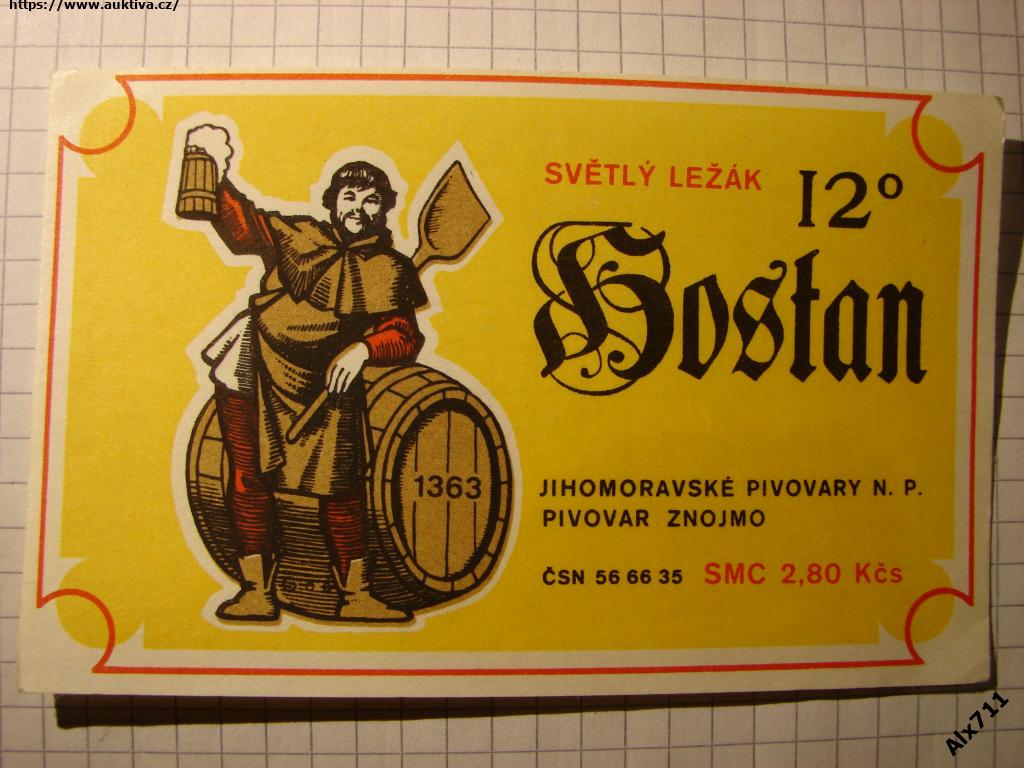 https://www.auktiva.cz/
SVĚTLÝ LEŽÁK 12°
Hostan
1363
JIHOMORAVSKÉ PIVOVARY N. P.
PIVOVAR ZNOJMO
ČSN 56 66 35 SMC 2,80 Kčs
Alx711